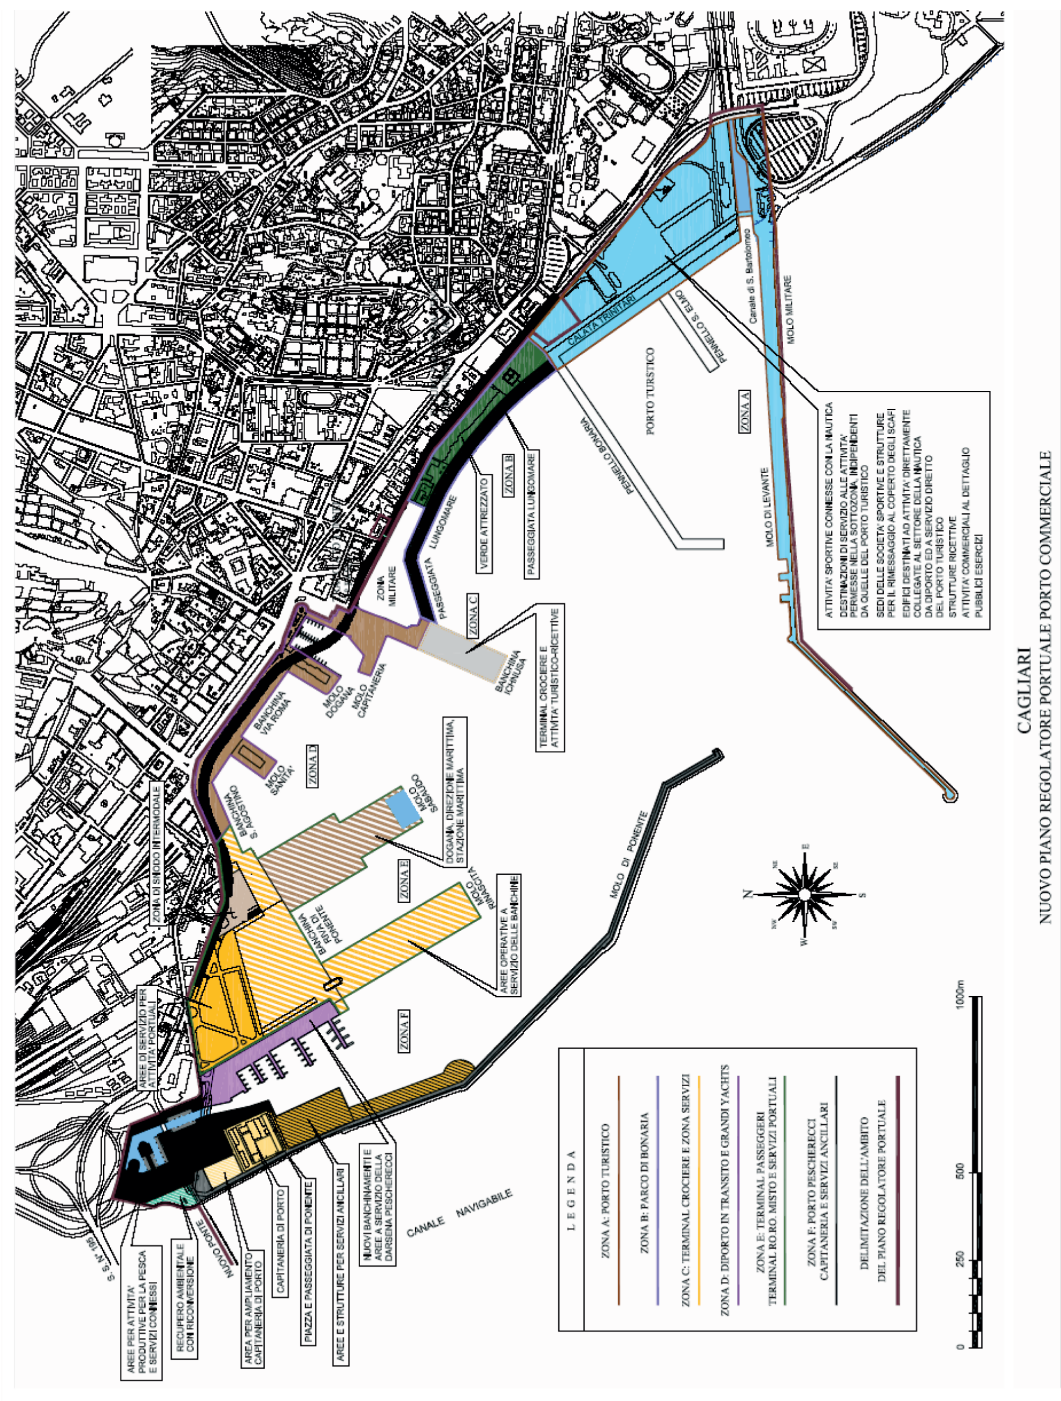 CAGLIARI
NUOVO PIANO REGOLATORE PORTUALE PORTO COMMERCIALE
S. S. N° 195
AREE PER ATTIVITA'
PRODUTTIVE PER LA PESCA
E SERVIZI CONNESSI
RECUPERO AMBIENTALE
CON RICONVERSIONE
NUOVO PONTE
AREA PER AMPLIAMENTO
CAPITANERIA DI PORTO
CAPITANERIA DI PORTO
PIAZZA E PASSEGGIATA DI PONENTE
AREE E STRUTTURE PER SERVIZI ANCILLARI
NUOVI BANCHINAMENTI E
AREE A SERVIZIO DELLA
DARSENA PESCHERECCI
CANALE NAVIGABILE
AREE DI SERVIZIO PER
ATTIVITA' PORTUALI
ZONA DI SNODO INTERMODALE
ZONA F
AREE OPERATIVE A
SERVIZIO DELLE BANCHINE
BANCHINA
RIVA DI
PONENTE
MOLO
RINASCITA
ZONA E
MOLO DI PONENTE
DOGANA, DIREZIONE MARITTIMA,
STAZIONE MARITTIMA
MOLO
SABAUDO
BANCHINA
S. AGOSTINO
MOLO
SANITA'
ZONA D
BANCHINA
VIA ROMA
MOLO
DOGANA
MOLO
CAPITANERIA
TERMINAL CROCIERE E
ATTIVITA' TURISTICO-RICETTIVE
BANCHINA
ICHNUSA
ZONA C
ZONA
MILITARE
PASSEGGIATA LUNGOMARE
VERDE ATTREZZATO
ZONA B
PASSEGGIATA LUNGOMARE
PENNELLO BONARIA
PORTO TURSTICO
CALATA TRINITARI
PENNELLO S. ELMO
ZONA A
Canale di S. Bartolomeo
MOLO MILITARE
MOLO DI LEVANTE
ATTIVITA' SPORTIVE CONNESSE CON LA NAUTICA
DESTINAZIONI DI SERVIZIO ALLE ATTIVITA'
PERMESSE NELLA SOTTOZONA, INDIPENDENTI
DA QUELLE DEL PORTO TURISTICO
SEDI DELLE SOCIETA' SPORTIVE E STRUTTURE
PER IL RIMESSAGGIO AL COPERTO DEGLI SCAFI
EDIFICI DESTINATI AD ATTIVITA' DIRETTAMENTE
COLLEGATE AL SETTORE DELLA NAUTICA
DA DIPORTO ED A SERVIZIO DIRETTO
DEL PORTO TURISTICO
STRUTTURE RICETTIVE
ATTIVITA' COMMERCIALI AL DETTAGLIO
PUBBLICI ESERCIZI
N
NE
E
SE
S
SW
W
NW
LEGENDA
ZONA A: PORTO TURISTICO
ZONA B: PARCO DI BONARIA
ZONA C: TERMINAL CROCIERE E ZONA SERVIZI
ZONA D: DIPORTO IN TRANSITO E GRANDI YACHTS
ZONA E: TERMINAL PASSEGGERI
TERMINAL RO.RO. MISTO E SERVIZI PORTUALI
ZONA F: PORTO PESCHERECCI
CAPITANERIA E SERVIZI ANCILLARI
DELIMITAZIONE DELL'AMBITO
DEL PIANO REGOLATORE PORTUALE
0
250
500
1000m